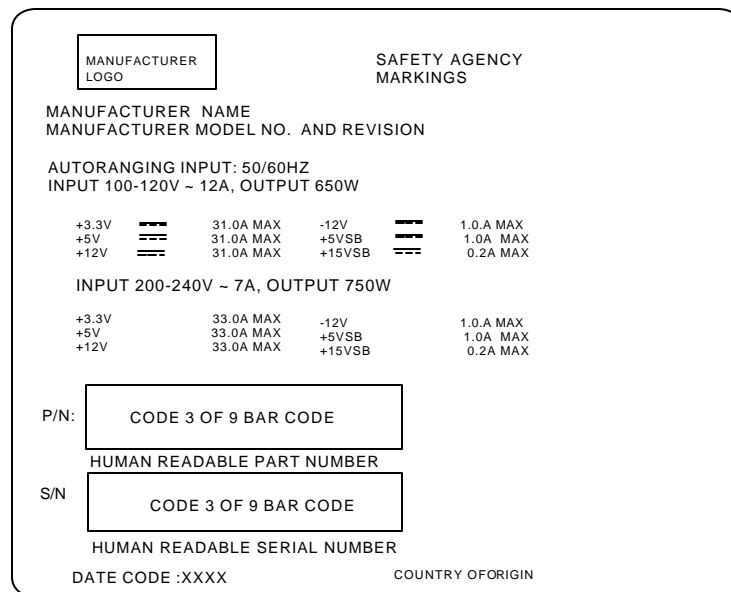 MANUFACTURER
LOGO
SAFETY AGENCY
MARKINGS
MANUFACTURER NAME
MANUFACTURER MODEL NO. AND REVISION
AUTORANGING INPUT: 50/60HZ
INPUT 100-120V ~ 12A, OUTPUT 650W
+3.3V 31.0A MAX -12V 1.0.A MAX
+5V 31.0A MAX +5VSB 1.0A MAX
+12V 31.0A MAX +15VSB 0.2A MAX
INPUT 200-240V ~ 7A, OUTPUT 750W
+3.3V 33.0A MAX -12V 1.0.A MAX
+5V 33.0A MAX +5VSB 1.0A MAX
+12V 33.0A MAX +15VSB 0.2A MAX
P/N: CODE 3 OF 9 BAR CODE
HUMAN READABLE PART NUMBER
S/N CODE 3 OF 9 BAR CODE
HUMAN READABLE SERIAL NUMBER
DATE CODE :XXXX COUNTRY OFORIGIN